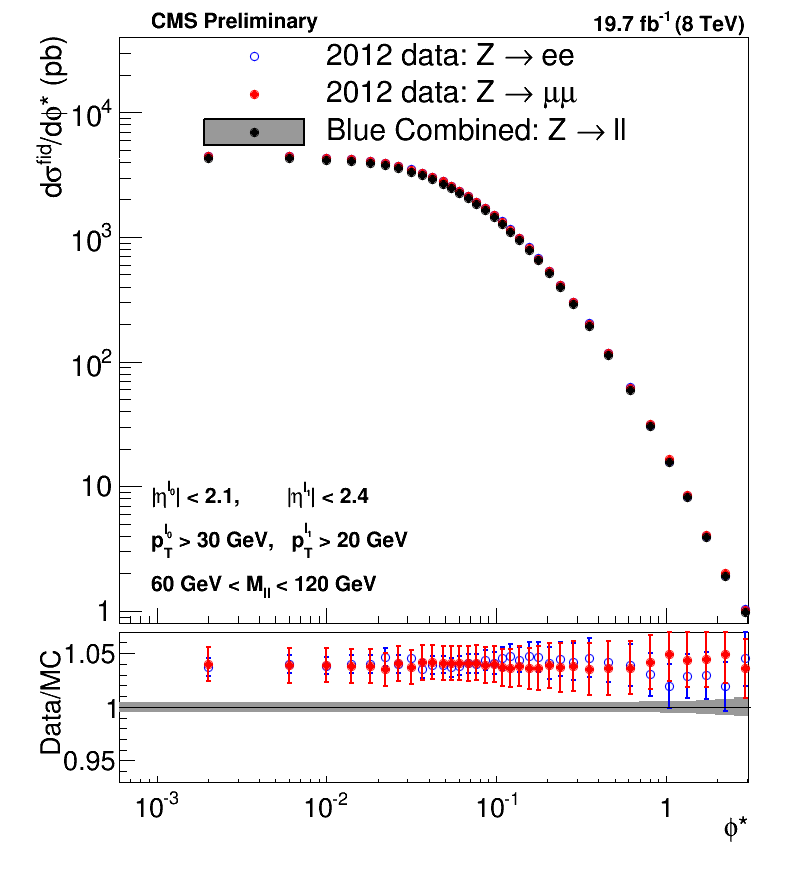 CMS Preliminary 19.7 fb⁻¹ (8 TeV)
dσ^fid/dϕ* (pb)
2012 data: Z → ee
2012 data: Z → μμ
Blue Combined: Z → ll
10⁴
10³
10²
10
1
|η^l₀| < 2.1, |η^l₁| < 2.4
p_T^l₀ > 30 GeV, p_T^l₁ > 20 GeV
60 GeV < M_ll < 120 GeV
Data/MC
1.05
1
0.95
10⁻³ 10⁻² 10⁻¹ 1
ϕ*